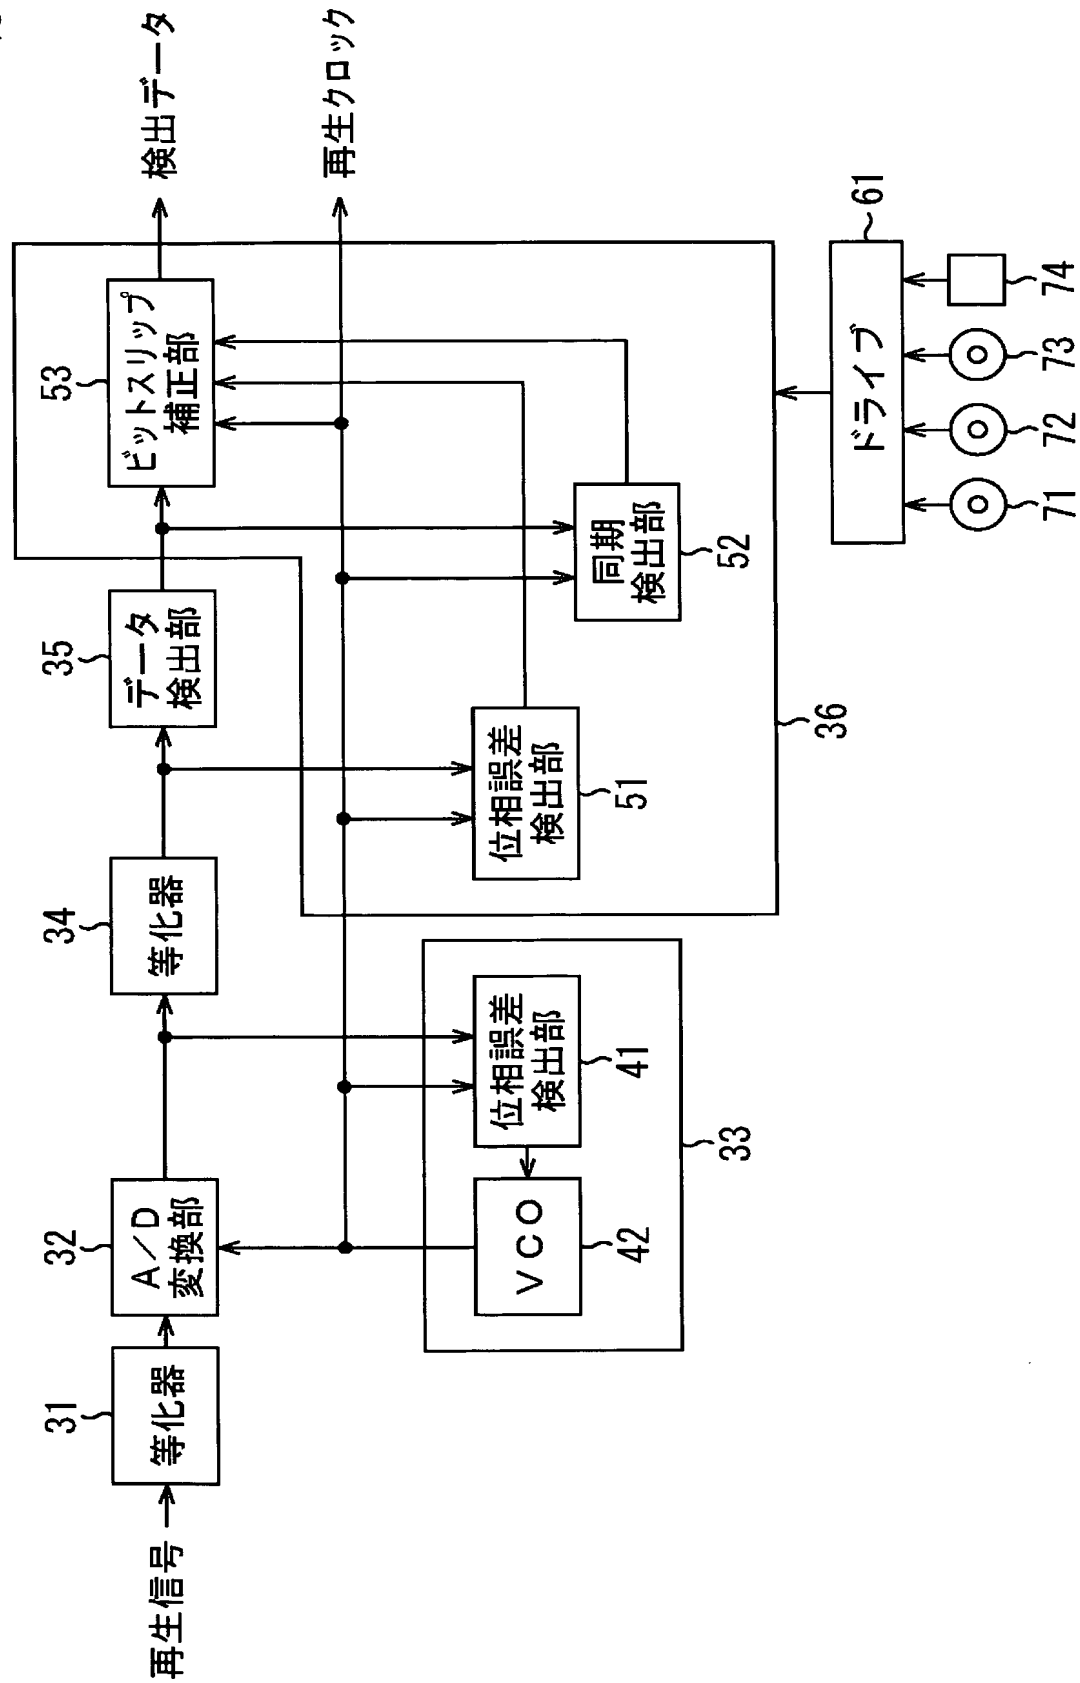 再生信号
31
等化器
32
A/D
変換部
34
等化器
35
データ
検出部
53
ビットスリップ
補正部
検出データ
再生クロック
VCO
42
位相誤差
検出部
41
33
位相誤差
検出部
51
同期
検出部
52
36
ドライブ
61
71
72
73
74